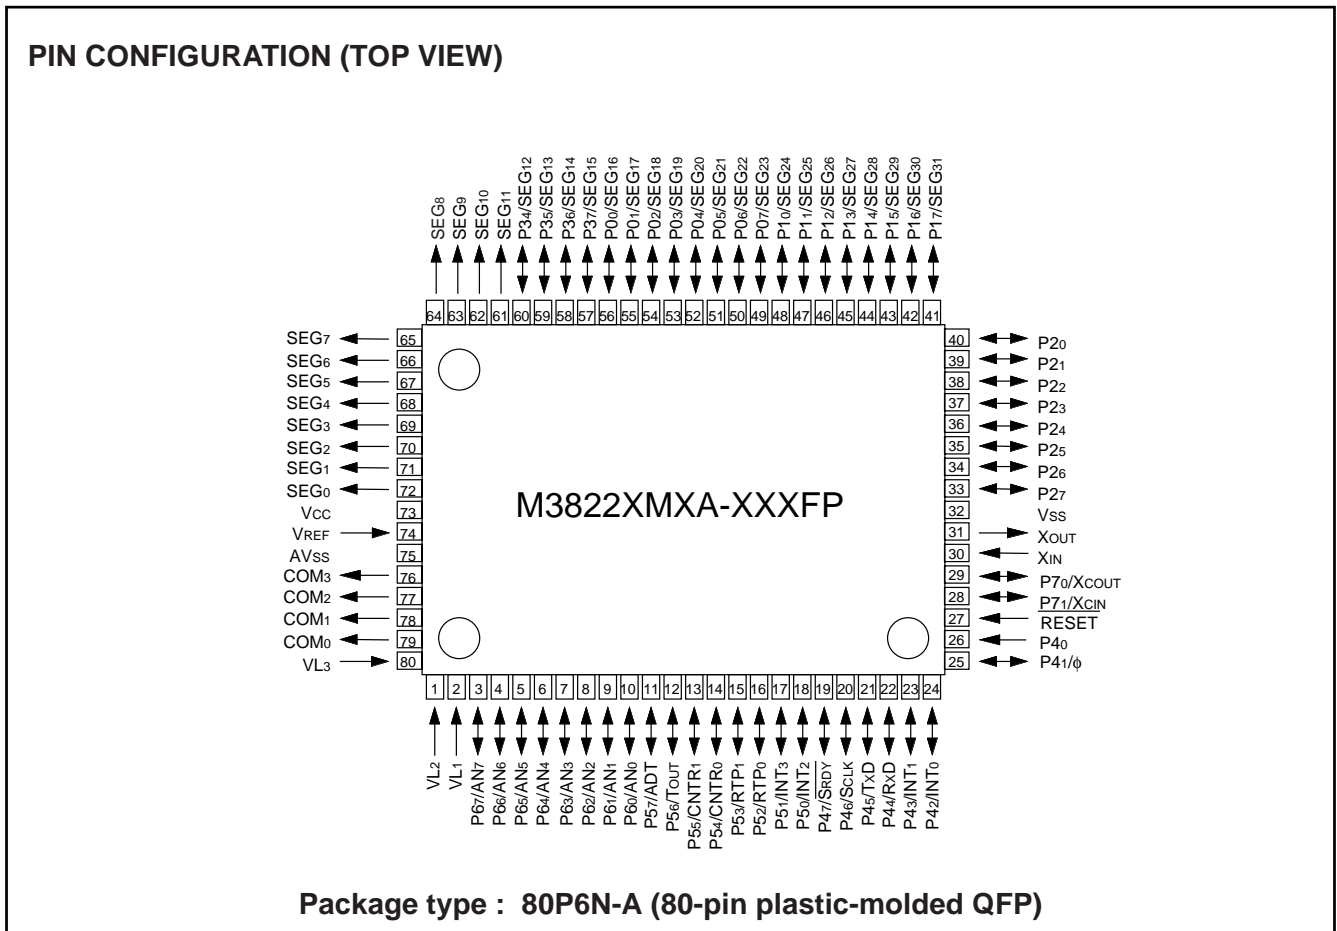 PIN CONFIGURATION (TOP VIEW)
SEG8
SEG9
SEG10
SEG11
P34/SEG12
P35/SEG13
P36/SEG14
P37/SEG15
P00/SEG16
P01/SEG17
P02/SEG18
P03/SEG19
P04/SEG20
P05/SEG21
P06/SEG22
P07/SEG23
P10/SEG24
P11/SEG25
P12/SEG26
P13/SEG27
P14/SEG28
P15/SEG29
P16/SEG30
P17/SEG31
64 63 62 61 60 59 58 57 56 55 54 53 52 51 50 49 48 47 46 45 44 43 42 41
SEG7 65
SEG6 66
SEG5 67
SEG4 68
SEG3 69
SEG2 70
SEG1 71
SEG0 72
VCC 73
VREF 74
AVSS 75
COM3 76
COM2 77
COM1 78
COM0 79
VL3 80
M3822XMXA-XXXFP
40 P20
39 P21
38 P22
37 P23
36 P24
35 P25
34 P26
33 P27
32 VSS
31 XOUT
30 XIN
29 P70/XCOUT
28 P71/XCIN
27 RESET
26 P40
25 P41/ϕ
1 2 3 4 5 6 7 8 9 10 11 12 13 14 15 16 17 18 19 20 21 22 23 24
VL2
VL1
P67/AN7
P66/AN6
P65/AN5
P64/AN4
P63/AN3
P62/AN2
P61/AN1
P60/AN0
P57/ADT
P56/TOUT
P55/CNTR1
P54/CNTR0
P53/RTP1
P52/RTP0
P51/INT3
P50/INT2
P47/SRDY
P46/SCLK
P45/TXD
P44/RXD
P43/INT1
P42/INT0
Package type : 80P6N-A (80-pin plastic-molded QFP)